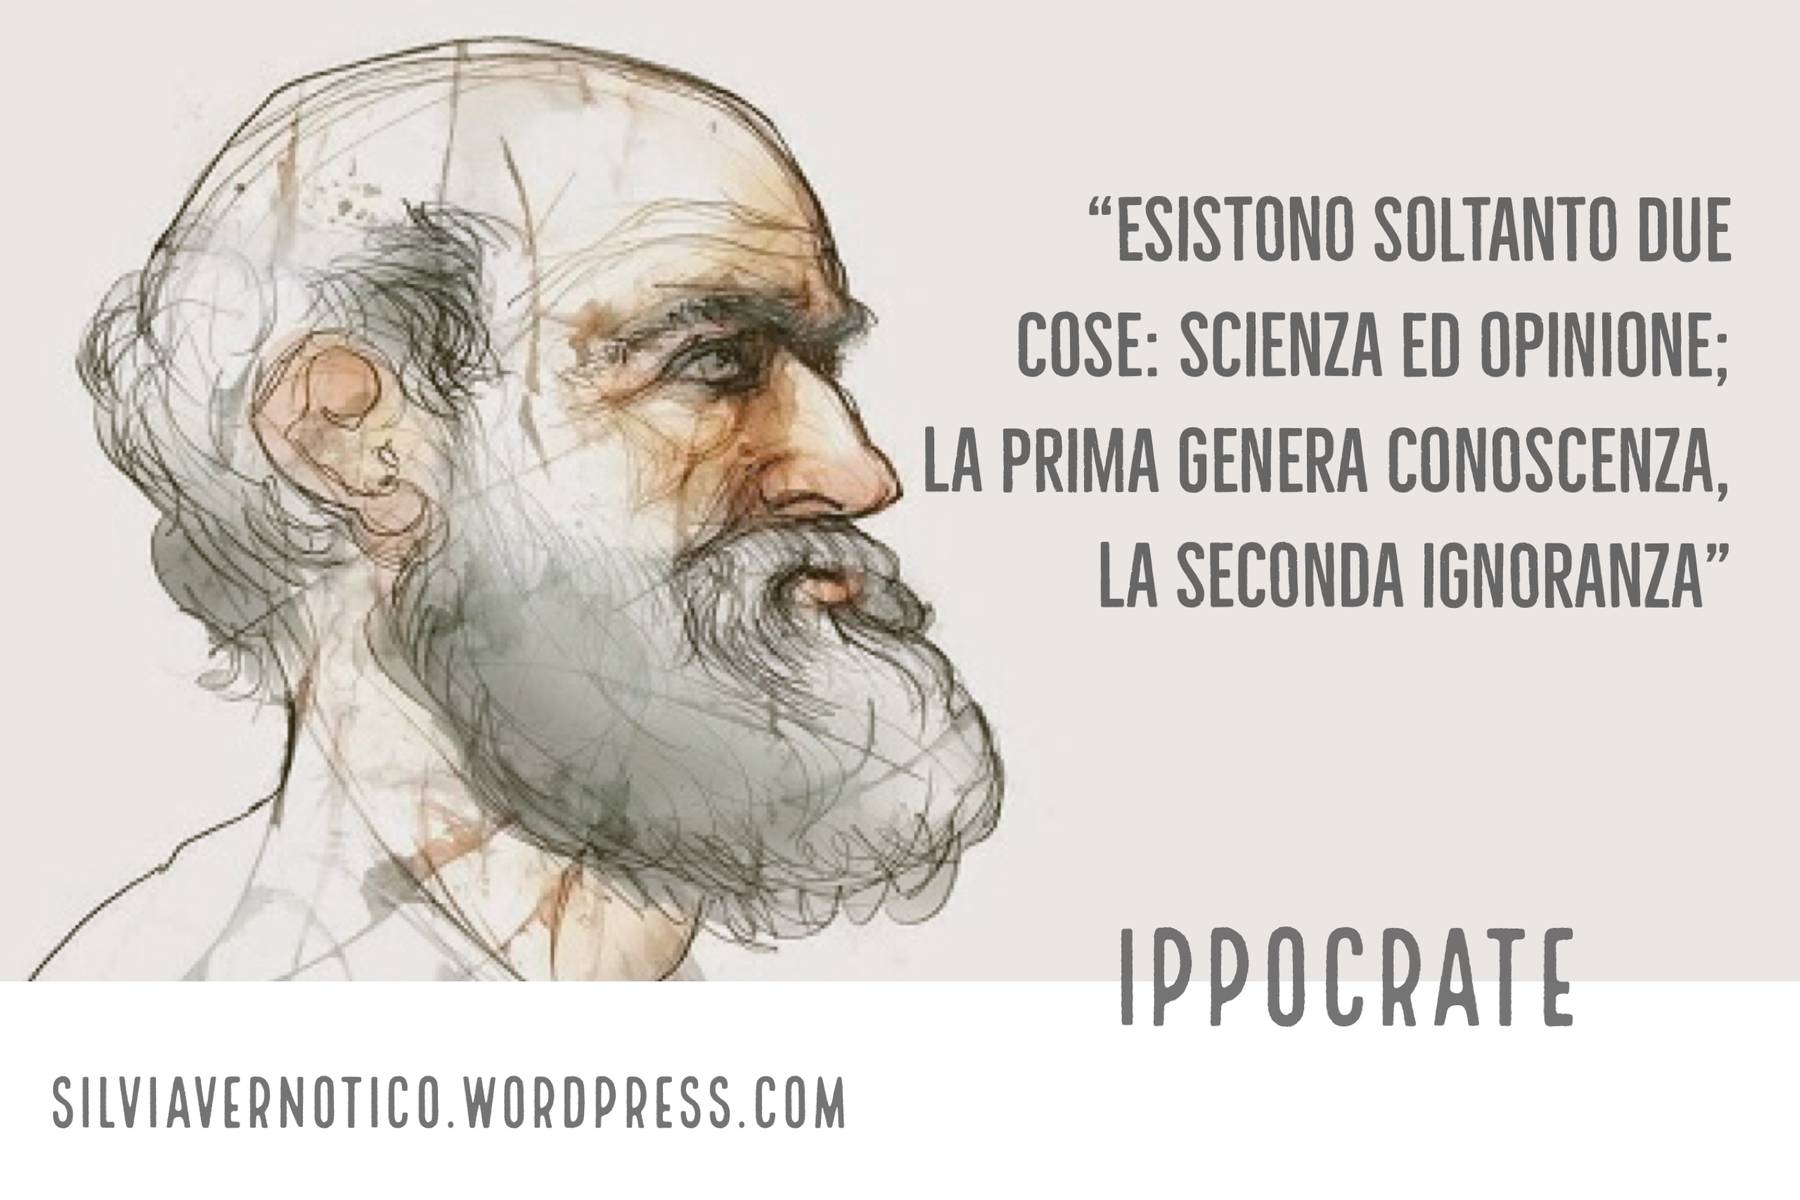 “ESISTONO SOLTANTO DUE
COSE: SCIENZA ED OPINIONE;
LA PRIMA GENERA CONOSCENZA,
LA SECONDA IGNORANZA”
IPPOCRATE
SILVIAVERNOTICO.WORDPRESS.COM